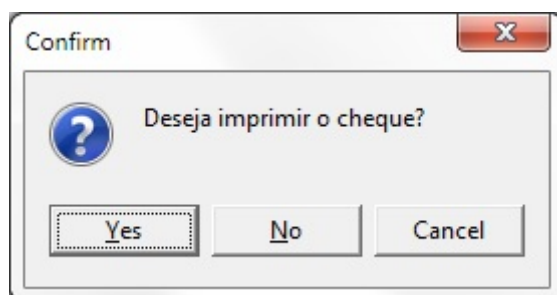 Confirm
x
Deseja imprimir o cheque?
Yes
No
Cancel